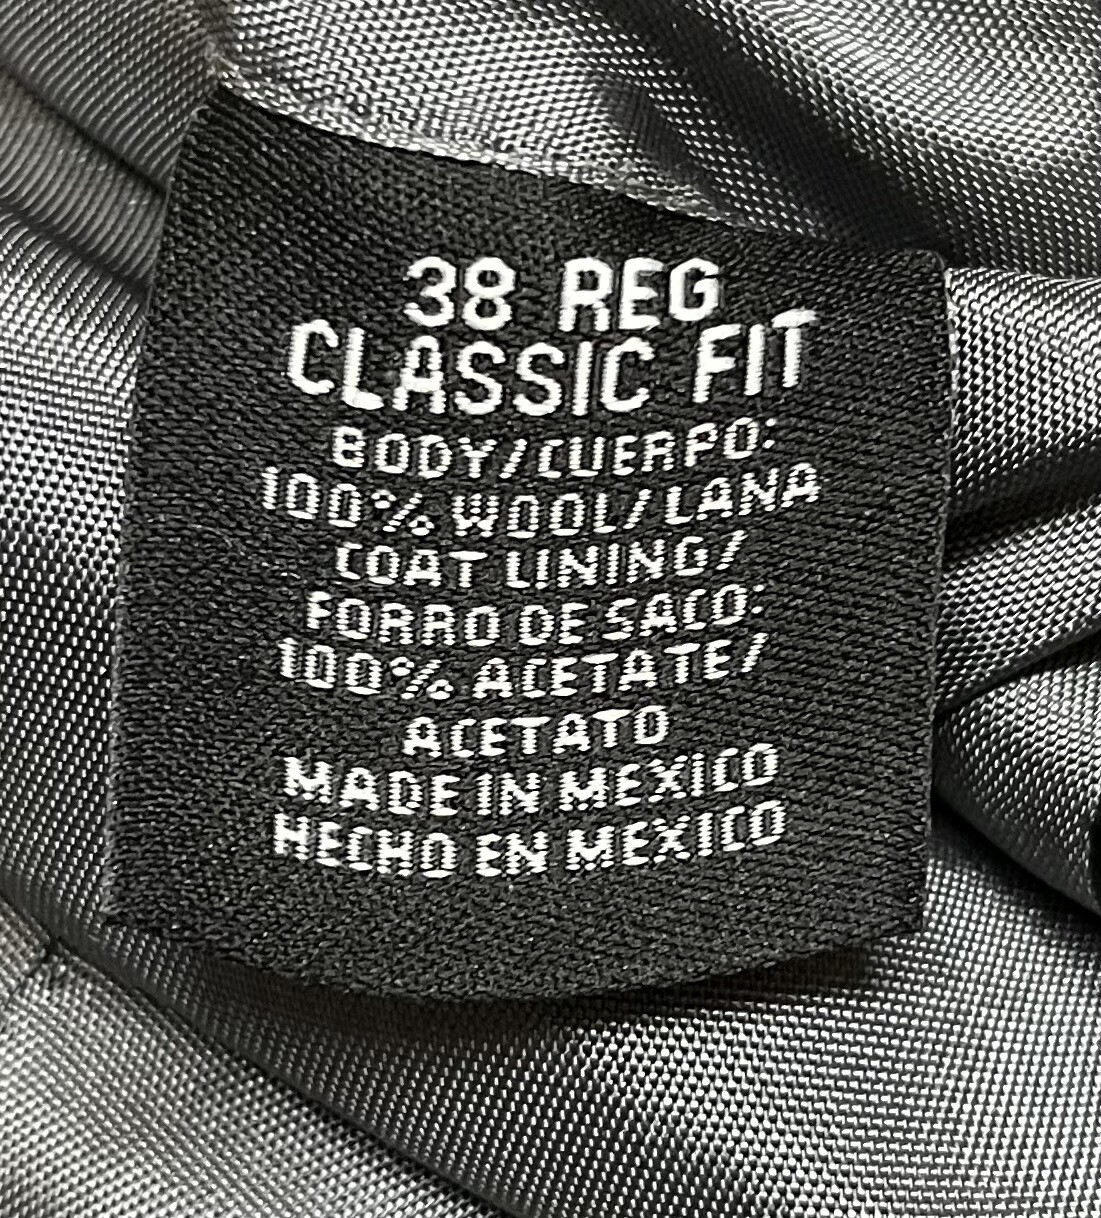 38 REG
CLASSIC FIT
BODY/CUERPO:
100% WOOL/LANA
COAT LINING/
FORRO DE SACO:
100% ACETATE/
ACETATO
MADE IN MEXICO
HECHO EN MEXICO